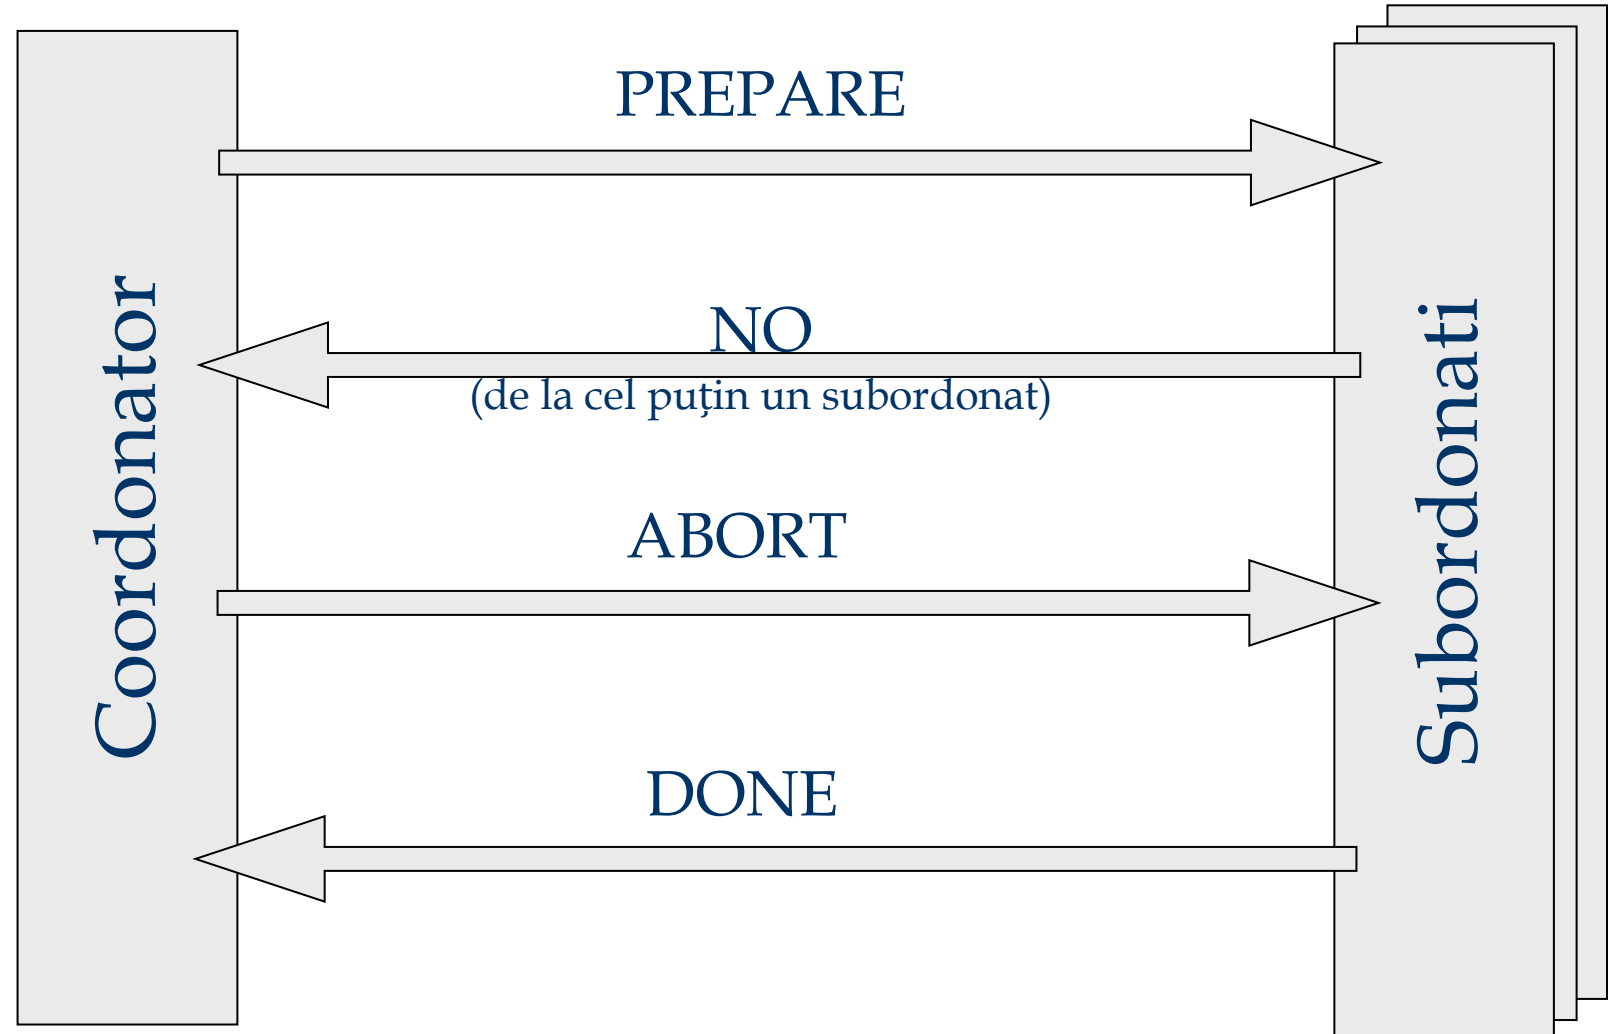 PREPARE
NO
(de la cel puțin un subordonat)
ABORT
DONE
Coordonator
Subordonati